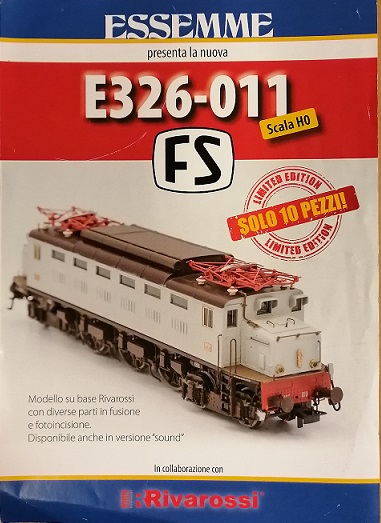 ESSEMME
presenta la nuova
E326-011
Scala H0
FS
LIMITED EDITION
SOLO 10 PEZZI!
LIMITED EDITION
Modello su base Rivarossi
con diverse parti in fusione
e fotoincisione.
Disponibile anche in versione “sound”
In collaborazione con
Rivarossi